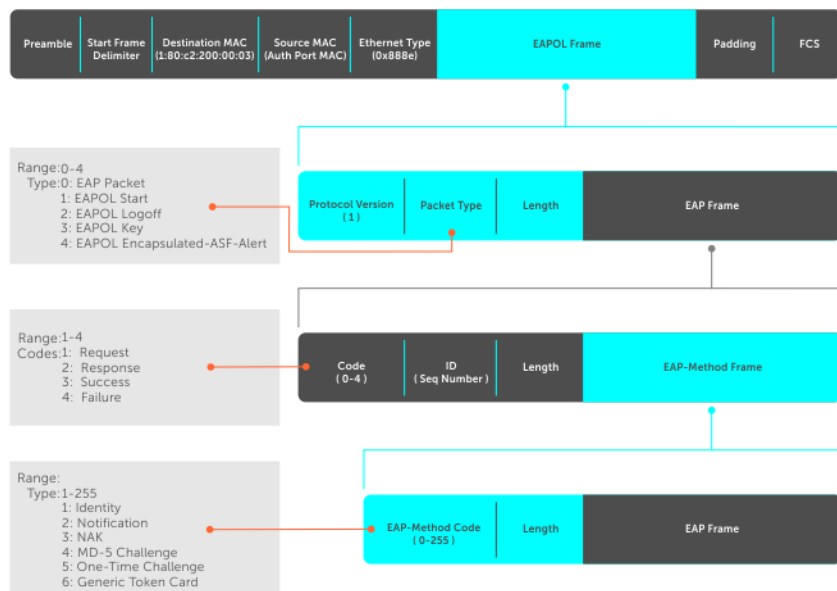 Preamble
Start Frame
Delimiter
Destination MAC
(1:80:c2:200:00:03)
Source MAC
(Auth Port MAC)
Ethernet Type
(0x888e)
EAPOL Frame
Padding
FCS
Range:0-4
Type:0: EAP Packet
1: EAPOL Start
2: EAPOL Logoff
3: EAPOL Key
4: EAPOL Encapsulated-ASF-Alert
Protocol Version
(1)
Packet Type
Length
EAP Frame
Range:1-4
Codes:1: Request
2: Response
3: Success
4: Failure
Code
(0-4)
ID
(Seq Number)
Length
EAP-Method Frame
Range:
Type:1-255
1: Identity
2: Notification
3: NAK
4: MD-5 Challenge
5: One-Time Challenge
6: Generic Token Card
EAP-Method Code
(0-255)
Length
EAP Frame